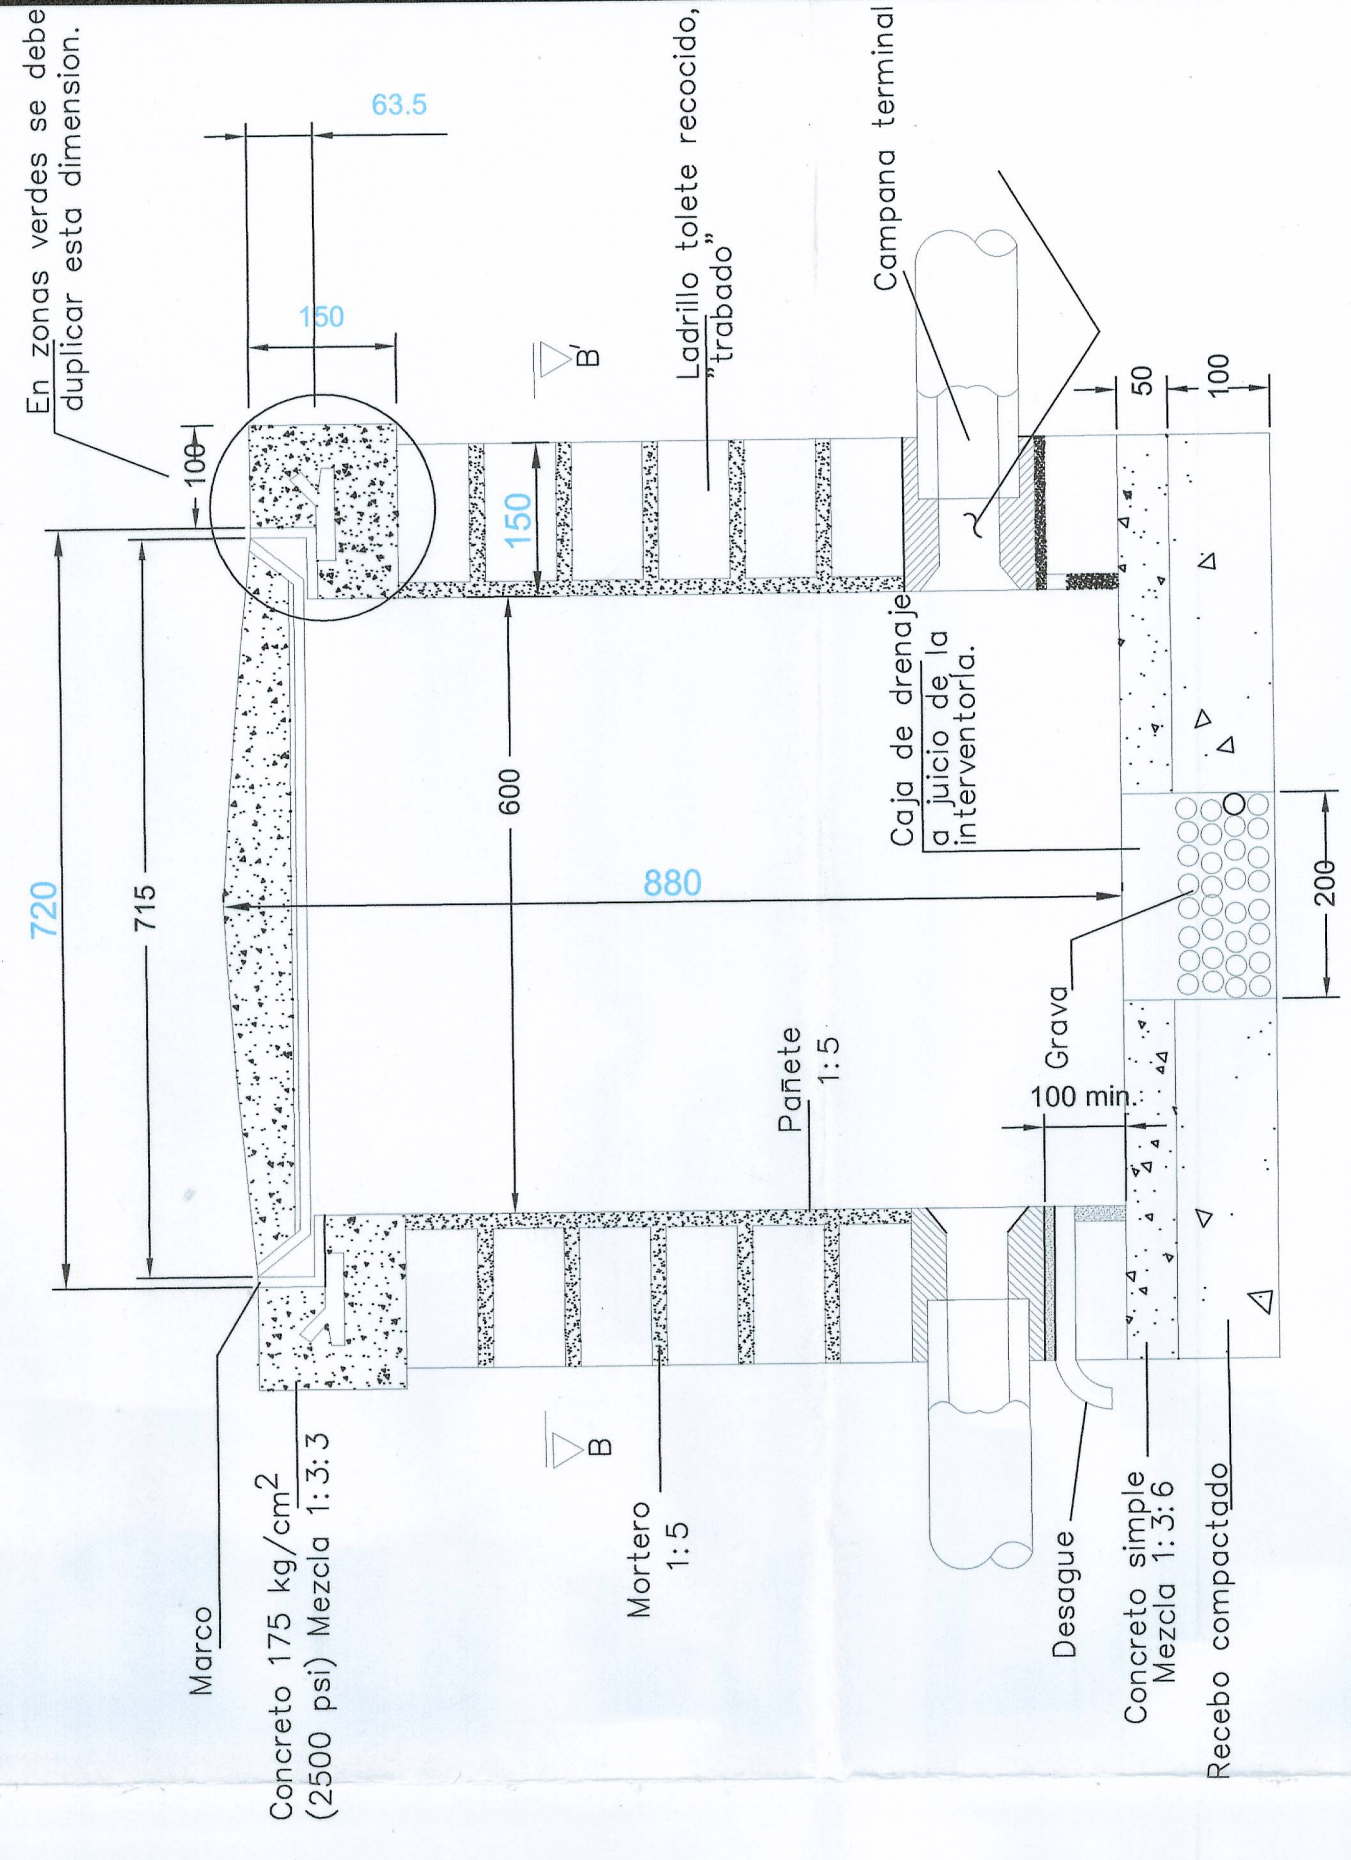 En zonas verdes se debe
duplicar esta dimension.
63.5
150
100
720
715
Marco
Concreto 175 kg/cm2
(2500 psi) Mezcla 1:3:3
B
B'
150
600
880
Ladrillo tolete recocido,
"trabado"
Mortero
1:5
Pañete
1:5
Campana terminal
Caja de drenaje
a juicio de la
interventoría.
Grava
100 min.
50
100
200
Desague
Concreto simple
Mezcla 1:3:6
Recebo compactado